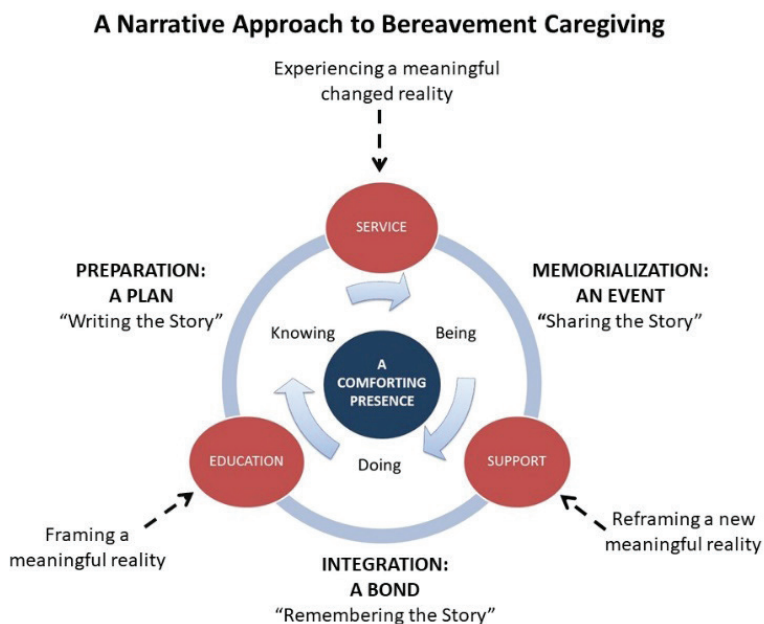 A Narrative Approach to Bereavement Caregiving
Experiencing a meaningful
changed reality
SERVICE
PREPARATION:
A PLAN
“Writing the Story”
MEMORIALIZATION:
AN EVENT
“Sharing the Story”
Knowing
Being
A
COMFORTING
PRESENCE
Doing
EDUCATION
SUPPORT
Framing a
meaningful reality
Reframing a new
meaningful reality
INTEGRATION:
A BOND
“Remembering the Story”